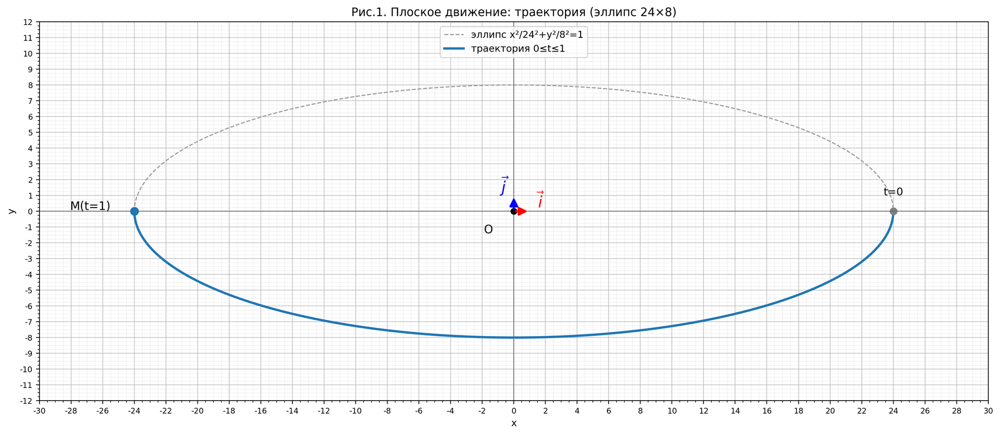 Рис.1. Плоское движение: траектория (эллипс 24×8)
эллипс x²/24²+y²/8²=1
траектория 0≤t≤1
12
11
10
9
8
7
6
5
4
3
2
1
0
-1
-2
-3
-4
-5
-6
-7
-8
-9
-10
-11
-12
y
j⃗
i⃗
M(t=1)
t=0
O
-30 -28 -26 -24 -22 -20 -18 -16 -14 -12 -10 -8 -6 -4 -2 0 2 4 6 8 10 12 14 16 18 20 22 24 26 28 30
x